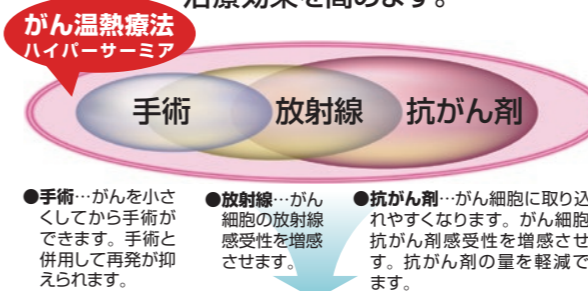 治療効果を高めます。
がん温熱療法
ハイパーサーミア
手術
放射線
抗がん剤
●手術…がんを小さ
くしてから手術が
できます。手術と
併用して再発が抑
えられます。
●放射線…がん
細胞の放射線
感受性を増感
させます。
●抗がん剤…がん細胞に取り込
れやすくなります。がん細胞
抗がん剤感受性を増感させ
す。抗がん剤の量を軽減で
ます。